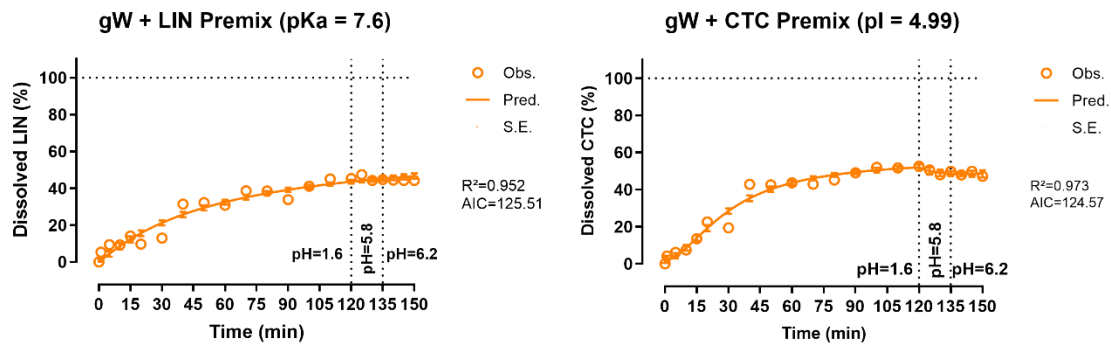 gW + LIN Premix (pKa = 7.6)
Dissolved LIN (%)
100
80
60
40
20
0
0 15 30 45 60 75 90 105 120 135 150
Time (min)
pH=1.6
pH=5.8
pH=6.2
Obs.
Pred.
S.E.
R²=0.952
AIC=125.51
gW + CTC Premix (pI = 4.99)
Dissolved CTC (%)
100
80
60
40
20
0
0 15 30 45 60 75 90 105 120 135 150
Time (min)
pH=1.6
pH=5.8
pH=6.2
Obs.
Pred.
S.E.
R²=0.973
AIC=124.57